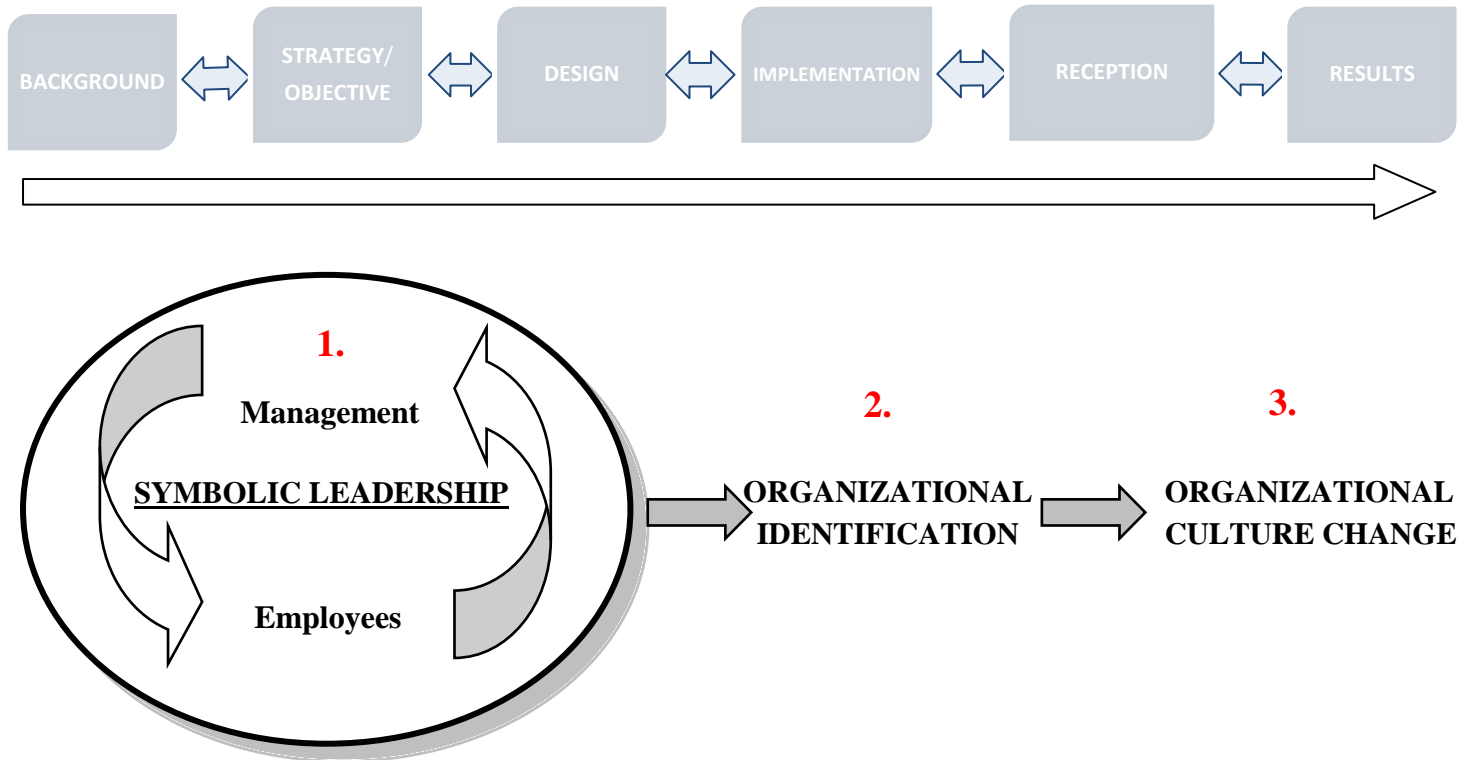 BACKGROUND
STRATEGY/
OBJECTIVE
DESIGN
IMPLEMENTATION
RECEPTION
RESULTS
1.
Management
SYMBOLIC LEADERSHIP
Employees
2.
ORGANIZATIONAL
IDENTIFICATION
3.
ORGANIZATIONAL
CULTURE CHANGE